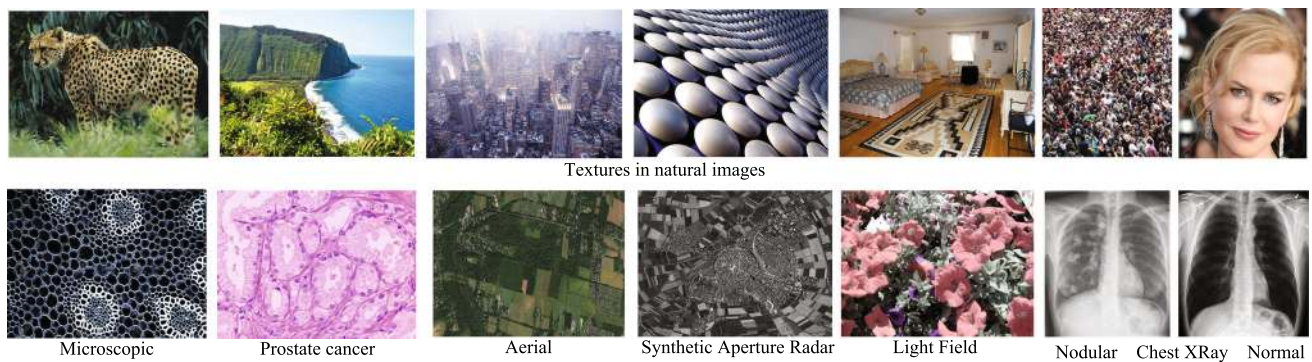 Textures in natural images
Microscopic
Prostate cancer
Aerial
Synthetic Aperture Radar
Light Field
Nodular Chest XRay Normal